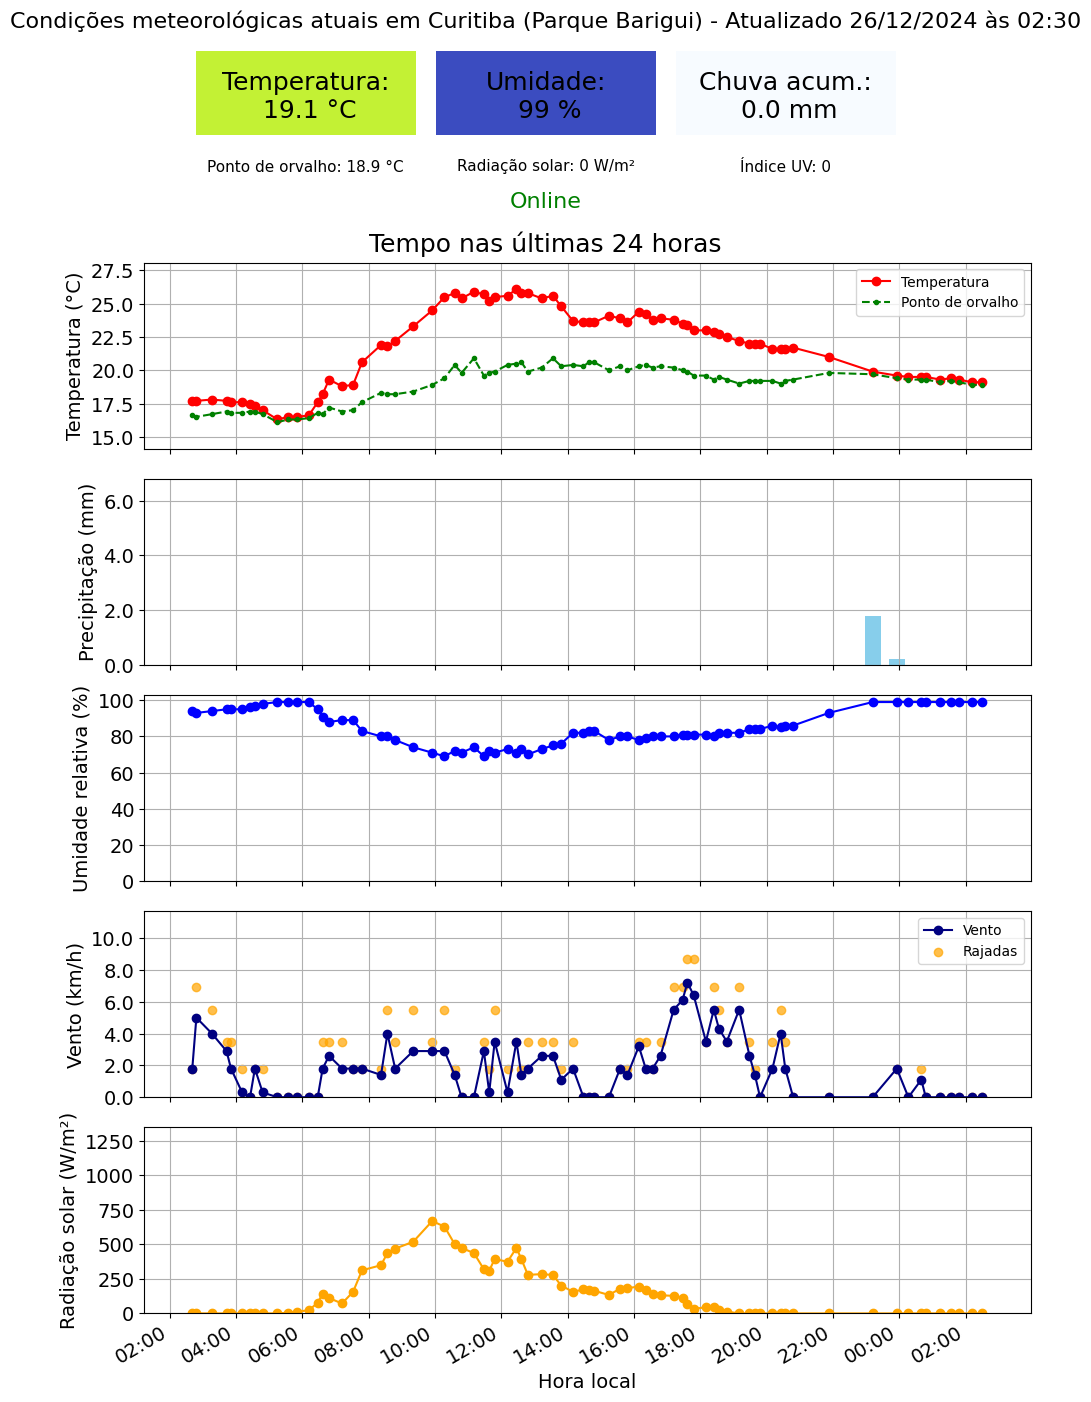 Condições meteorológicas atuais em Curitiba (Parque Barigui) - Atualizado 26/12/2024 às 02:30
Temperatura:
19.1 °C
Umidade:
99 %
Chuva acum.:
0.0 mm
Ponto de orvalho: 18.9 °C
Radiação solar: 0 W/m²
Índice UV: 0
Online
Tempo nas últimas 24 horas
Temperatura (°C)
27.5
25.0
22.5
20.0
17.5
15.0
Temperatura
Ponto de orvalho
Precipitação (mm)
6.0
4.0
2.0
0.0
Umidade relativa (%)
100
80
60
40
20
0
Vento (km/h)
10.0
8.0
6.0
4.0
2.0
0.0
Vento
Rajadas
Radiação solar (W/m²)
1250
1000
750
500
250
0
02:00 04:00 06:00 08:00 10:00 12:00 14:00 16:00 18:00 20:00 22:00 00:00 02:00
Hora local